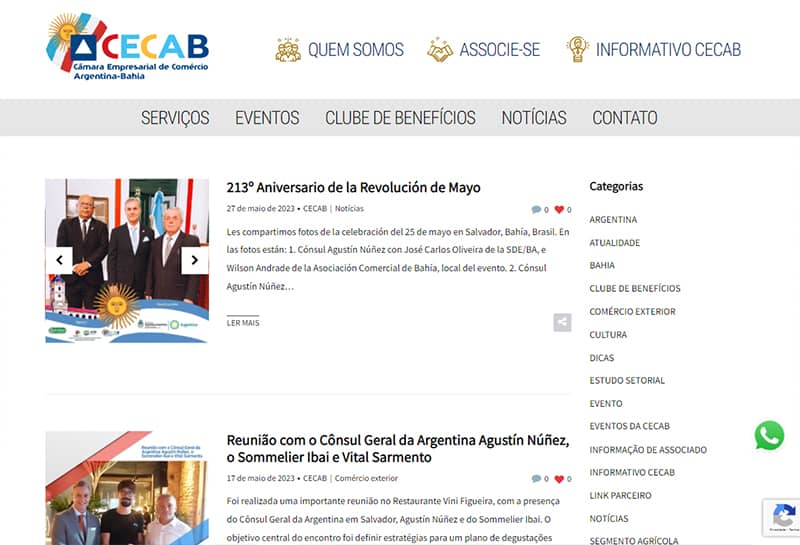 CECAB
Câmara Empresarial de Comércio
Argentina-Bahia
QUEM SOMOS
ASSOCIE-SE
INFORMATIVO CECAB
SERVIÇOS
EVENTOS
CLUBE DE BENEFÍCIOS
NOTÍCIAS
CONTATO
213º Aniversario de la Revolución de Mayo
27 de maio de 2023 • CECAB | Notícias
0
0
Les compartimos fotos de la celebración del 25 de mayo en Salvador, Bahía, Brasil. En
las fotos están: 1. Cónsul Agustín Núñez con José Carlos Oliveira de la SDE/BA, e
Wilson Andrade de la Asociación Comercial de Bahía, local del evento. 2. Cónsul
Agustín Núñez…
LER MAIS
Argentina
Reunião com o Cônsul Geral da
Argentina Agustín Núñez, o
Sommelier Ibai e Vital Sarmento
Reunião com o Cônsul Geral da Argentina Agustín Núñez,
o Sommelier Ibai e Vital Sarmento
17 de maio de 2023 • CECAB | Comércio exterior
0
0
Foi realizada uma importante reunião no Restaurante Vini Figueira, com a presença
do Cônsul Geral da Argentina em Salvador, Agustín Núñez e do Sommelier Ibai. O
objetivo central do encontro foi definir estratégias para um plano de degustações
Categorias
ARGENTINA
ATUALIDADE
BAHIA
CLUBE DE BENEFÍCIOS
COMÉRCIO EXTERIOR
CULTURA
DICAS
ESTUDO SETORIAL
EVENTO
EVENTOS DA CECAB
INFORMAÇÃO DE ASSOCIADO
INFORMATIVO CECAB
LINK PARCEIRO
NOTÍCIAS
SEGMENTO AGRÍCOLA